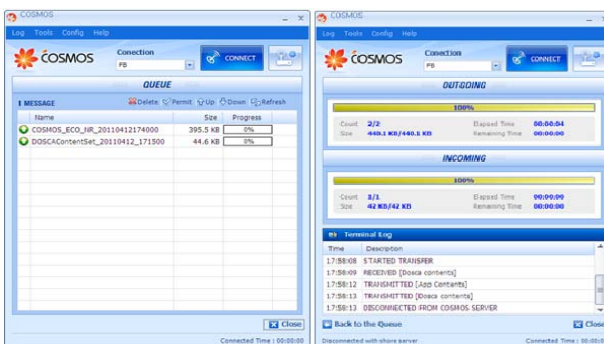 COSMOS
Log Tools Config Help
COSMOS
Conection
FB
CONNECT
QUEUE
MESSAGE
Delete Permit Up Down Refresh
Name Size Progress
COSMOS_ECO_NR_20110412174000 395.5 KB 0%
DOSCAContentSet_20110412_171500 44.6 KB 0%
Close
Connected Time : 00:00:00
COSMOS
Log Tools Config Help
COSMOS
Conection
FB
CONNECT
OUTGOING
100%
Count 2/2 Elapsed Time 00:00:04
Size 440.1 KB/440.1 KB Remaining Time 00:00:00
INCOMING
100%
Count 1/1 Elapsed Time 00:00:00
Size 42 KB/42 KB Remaining Time 00:00:00
Terminal Log
Time Description
17:58:08 STARTED TRANSFER
17:58:09 RECEIVED [Dosca contents]
17:58:12 TRANSMITTED [App Contents]
17:58:13 TRANSMITTED [Dosca contents]
17:58:13 DISCONNECTED FROM COSMOS SERVER
Back to the Queue
Close
Disconnected with shore server
Connected Time : 00:00:0